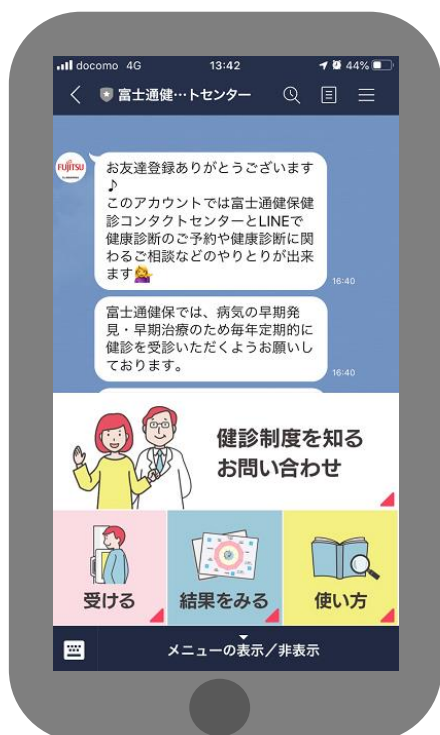 docomo 4G 13:42 44%
富士通健…トセンター
FUJITSU
お友達登録ありがとうございます
♪
このアカウントでは富士通健保健
診コンタクトセンターとLINEで
健康診断のご予約や健康診断に関
わるご相談などのやりとりが出来
ます💁‍♀️
16:40
富士通健保では、病気の早期発
見・早期治療のため毎年定期的に
健診を受診いただくようお願いし
ております。
16:40
健診制度を知る
お問い合わせ
受ける
結果をみる
使い方
メニューの表示/非表示